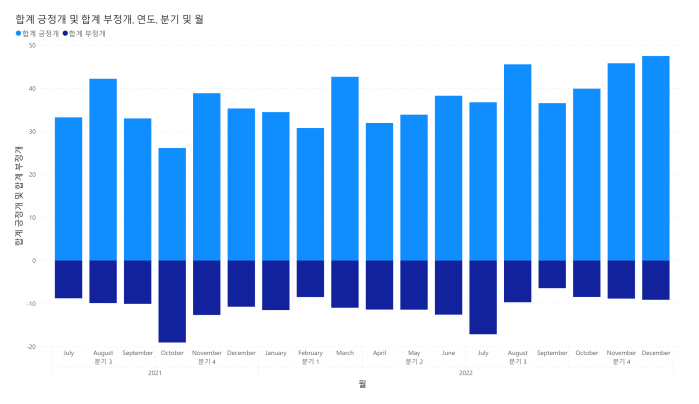 합계 긍정개 및 합계 부정개, 연도, 분기 및 월
합계 긍정개 합계 부정개
합계 긍정개 및 합계 부정개
50
40
30
20
10
0
-10
-20
July August September October November December January February March April May June July August September October November December
분기 3 분기 4 분기 1 분기 2 분기 3 분기 4
2021 2022
월